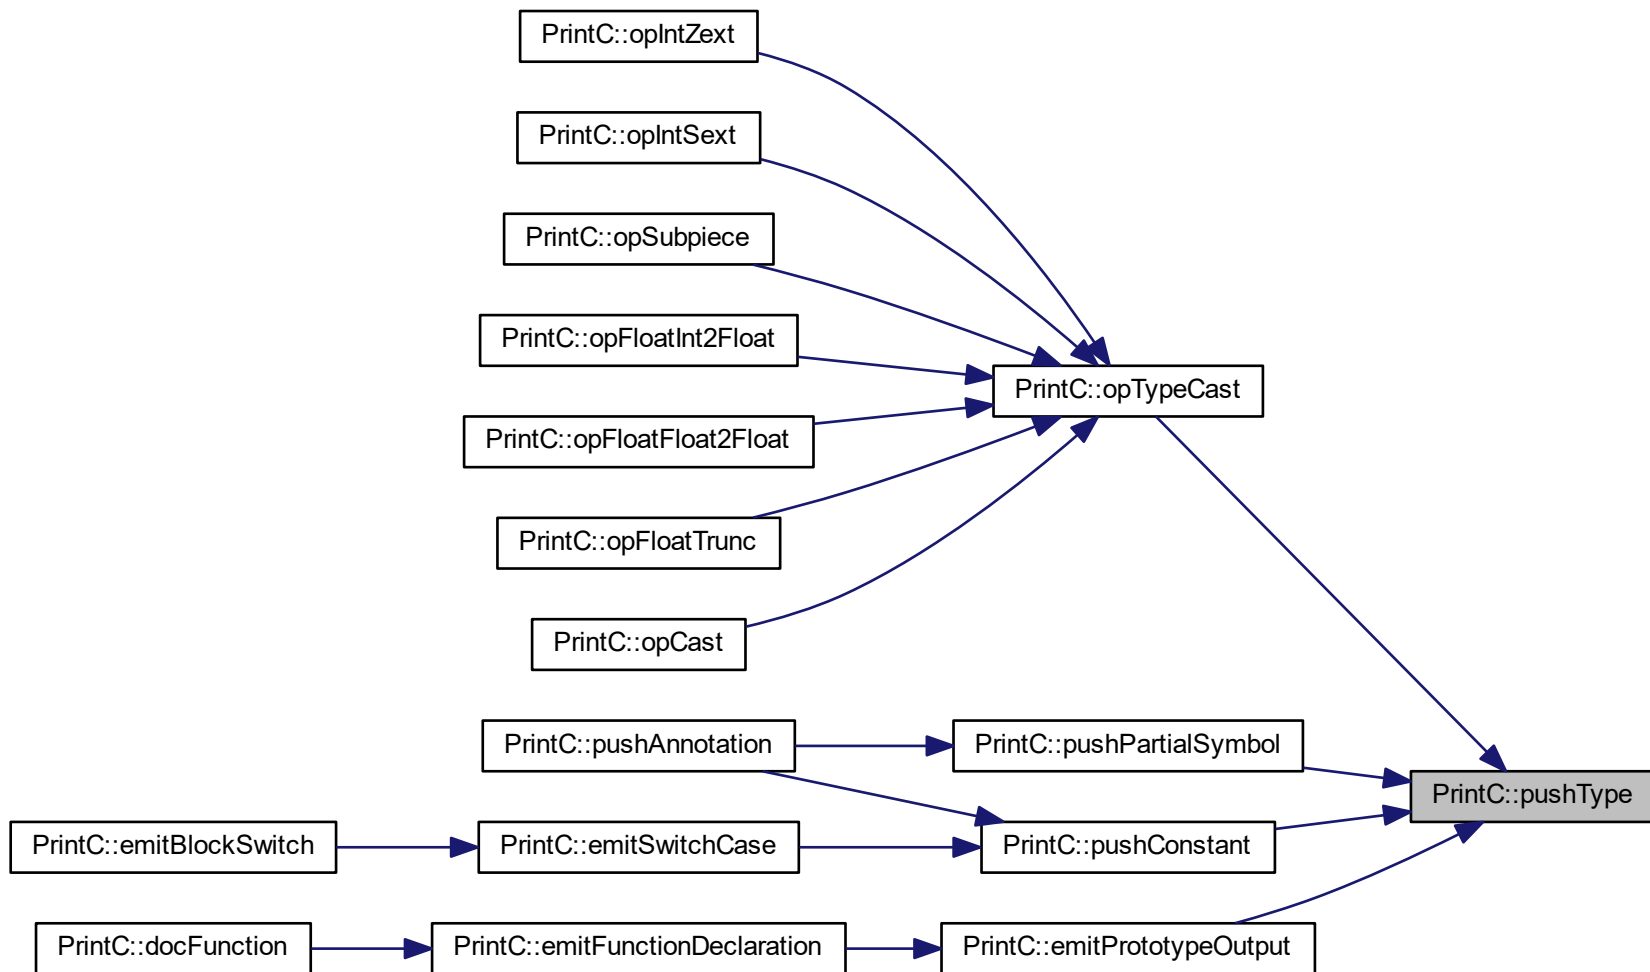 PrintC::opIntZext
PrintC::opIntSext
PrintC::opSubpiece
PrintC::opFloatInt2Float
PrintC::opTypeCast
PrintC::opFloatFloat2Float
PrintC::opFloatTrunc
PrintC::opCast
PrintC::pushAnnotation
PrintC::pushPartialSymbol
PrintC::pushType
PrintC::emitBlockSwitch
PrintC::emitSwitchCase
PrintC::pushConstant
PrintC::docFunction
PrintC::emitFunctionDeclaration
PrintC::emitPrototypeOutput